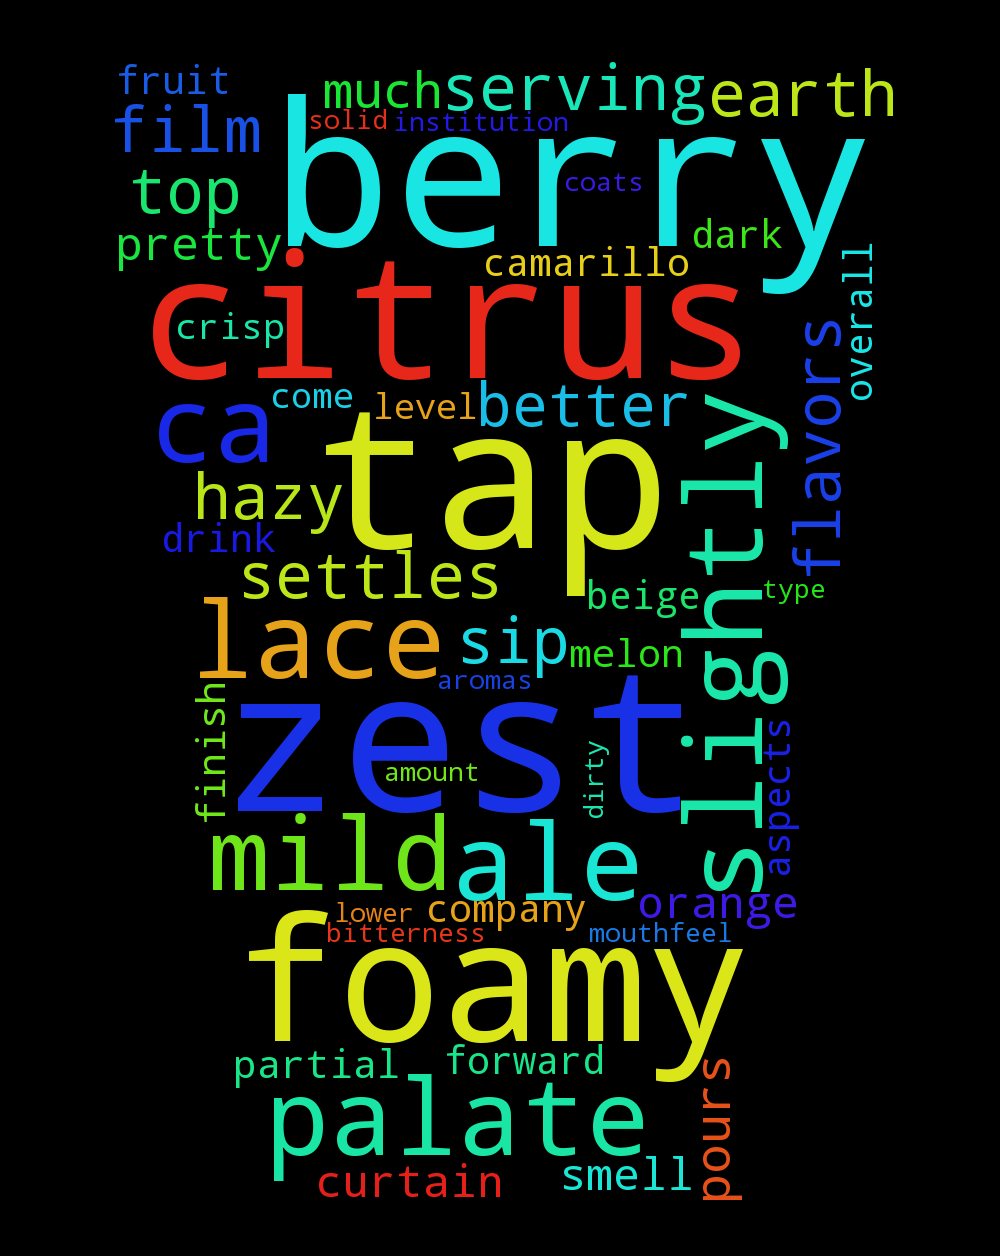 fruit
much
serving
earth
film
solid
institution
berry
top
coats
pretty
dark
camarillo
citrus
overall
crisp
flavors
come
level
better
ca
tap
slightly
hazy
drink
settles
beige
type
lace
sip
melon
aromas
finish
zest
amount
dirty
aspects
mild
ale
orange
lower
company
bitterness
mouthfeel
foamy
partial
forward
pours
palate
curtain
smell